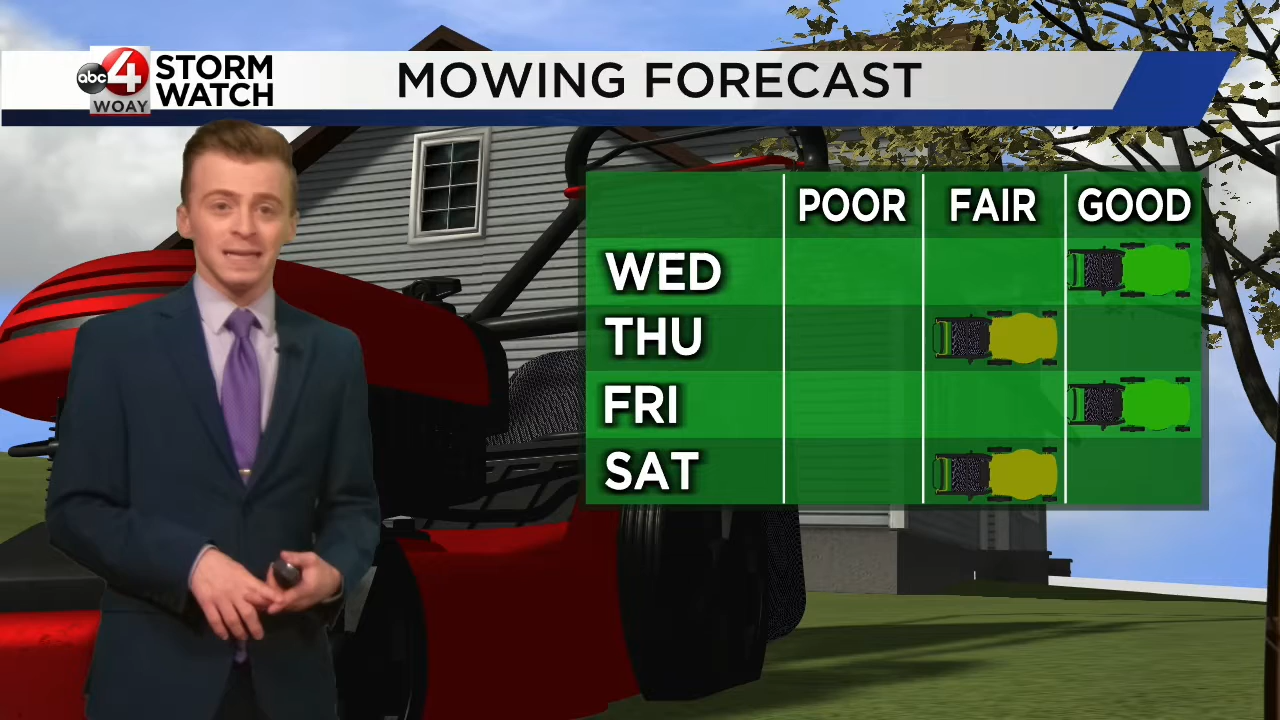 abc 4
WOAY
STORM
WATCH
MOWING FORECAST
POOR FAIR GOOD
WED
THU
FRI
SAT